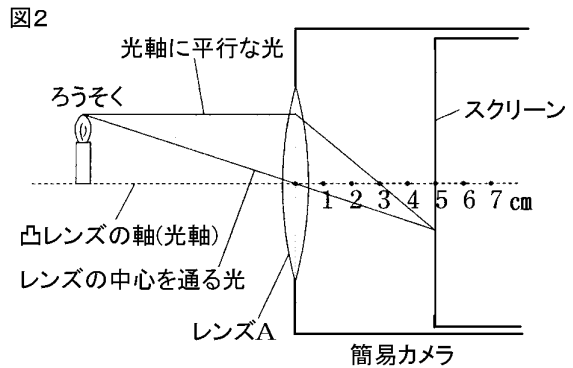 図2
光軸に平行な光
ろうそく
スクリーン
1 2 3 4 5 6 7 cm
凸レンズの軸(光軸)
レンズの中心を通る光
レンズA
簡易カメラ